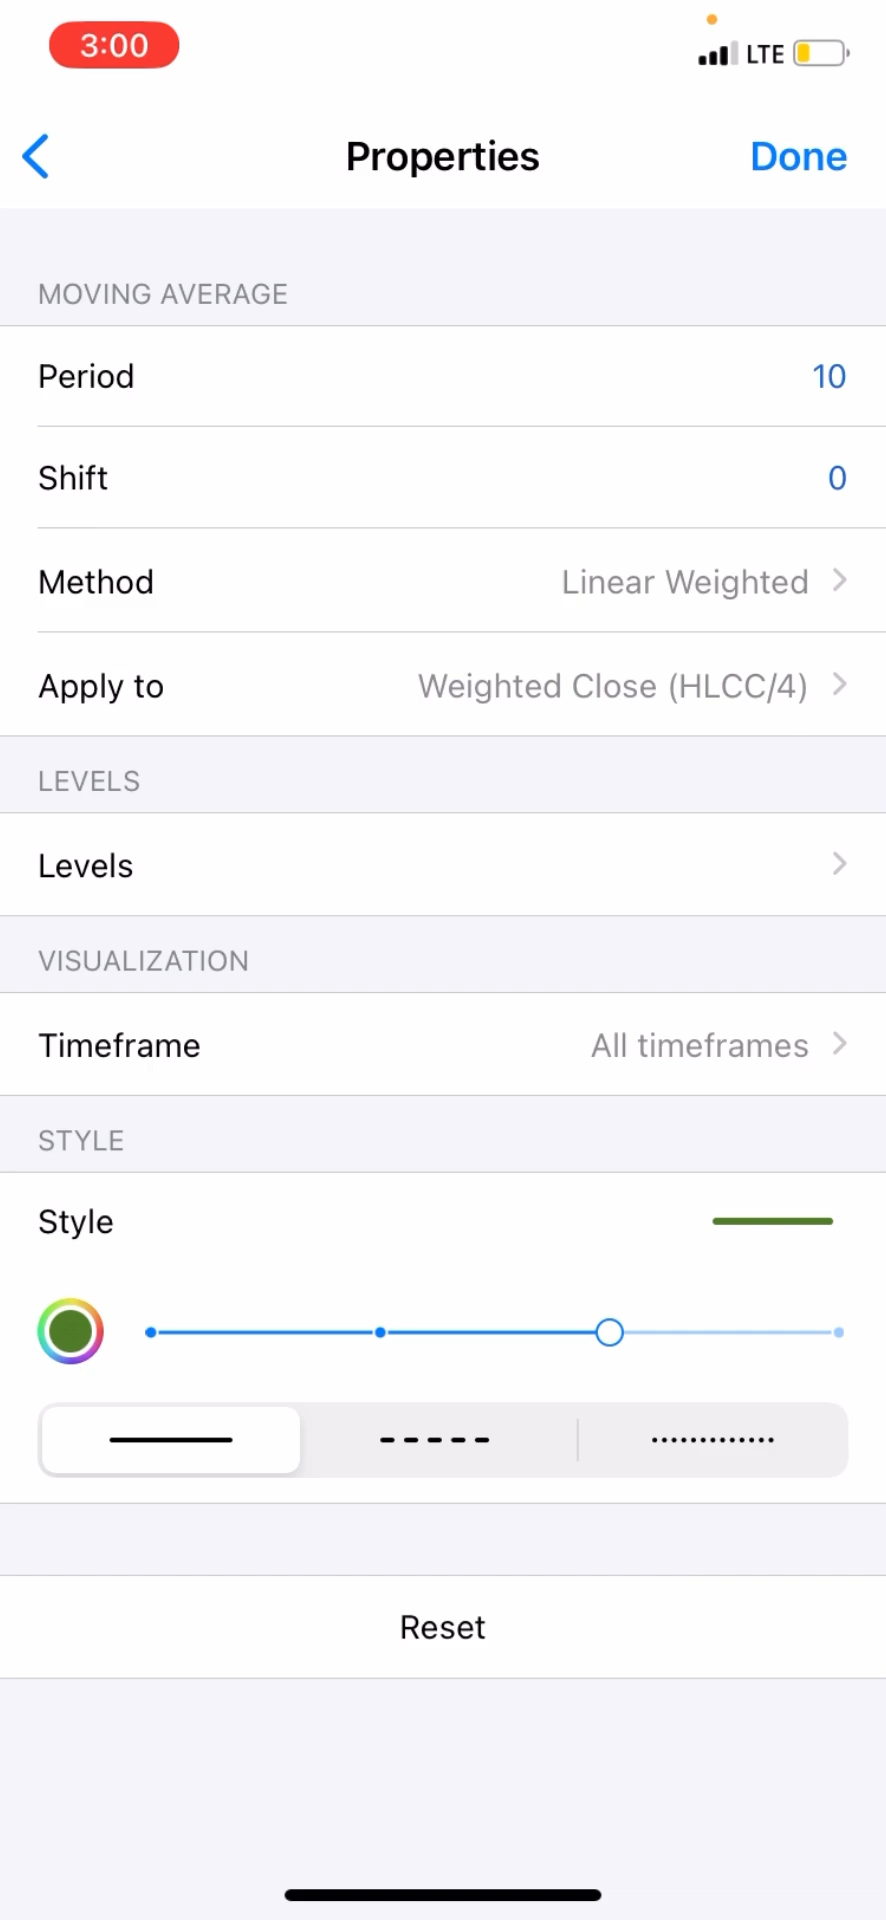 3:00
LTE
Properties
Done
MOVING AVERAGE
Period 10
Shift 0
Method Linear Weighted
Apply to Weighted Close (HLCC/4)
LEVELS
Levels
VISUALIZATION
Timeframe All timeframes
STYLE
Style
Reset